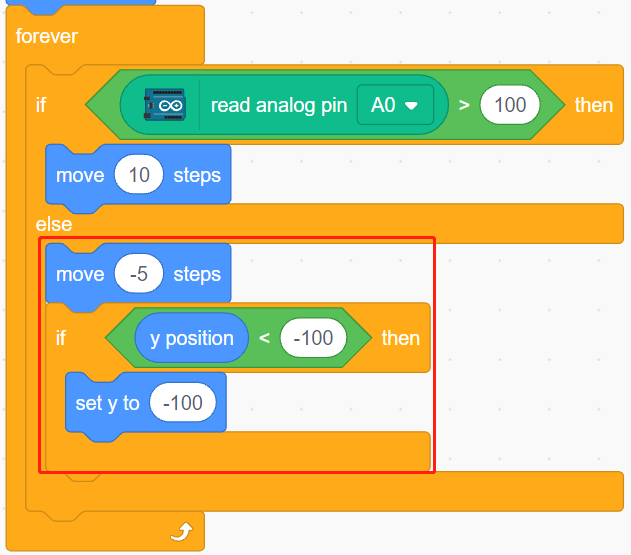 forever
if read analog pin A0 > 100 then
move 10 steps
else
move -5 steps
if y position < -100 then
set y to -100